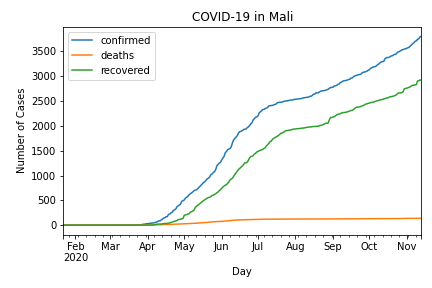 COVID-19 in Mali
confirmed
deaths
recovered
Number of Cases
3500
3000
2500
2000
1500
1000
500
0
Feb Mar Apr May Jun Jul Aug Sep Oct Nov
2020
Day